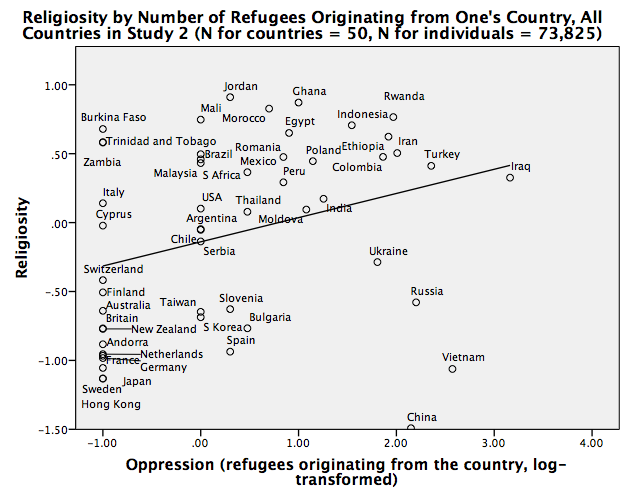 Religiosity by Number of Refugees Originating from One's Country, All
Countries in Study 2 (N for countries = 50, N for individuals = 73,825)
Religiosity
1.00
.50
.00
-.50
-1.00
-1.50
Jordan
Ghana
Rwanda
Mali
Morocco
Indonesia
Burkina Faso
Egypt
Trinidad and Tobago
Brazil
Romania
Poland
Ethiopia
Iran
Zambia
Mexico
Colombia
Turkey
Malaysia
S Africa
Peru
Iraq
Italy
USA
Thailand
India
Cyprus
Argentina
Moldova
Chile
Serbia
Ukraine
Switzerland
Finland
Russia
Australia
Taiwan
Slovenia
Britain
New Zealand
S Korea
Bulgaria
Andorra
Spain
Netherlands
France
Germany
Vietnam
Sweden
Japan
Hong Kong
China
-1.00
.00
1.00
2.00
3.00
4.00
Oppression (refugees originating from the country, log-
transformed)